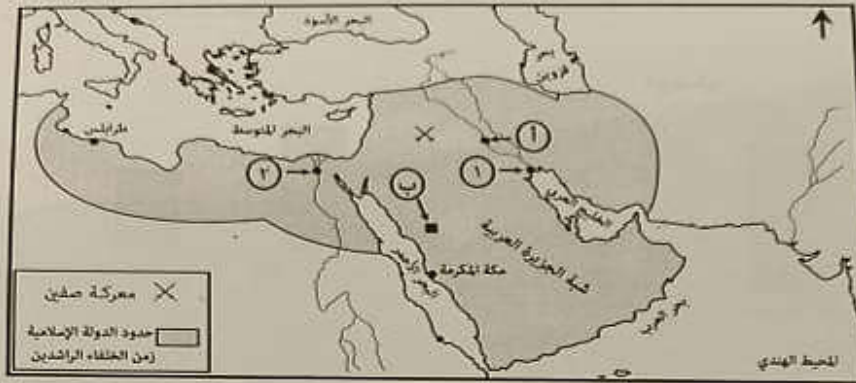 البحر الأسود
بحر
قزوين
طرابلس
البحر المتوسط
أ
١
٢
ب
الخليج العربي
شبة الجزيرة العربية
مكة المكرمة
البحر الأحمر
بحر العرب
المحيط الهندي
معركة صفين
حدود الدولة الإسلامية
زمن الخلفاء الراشدين